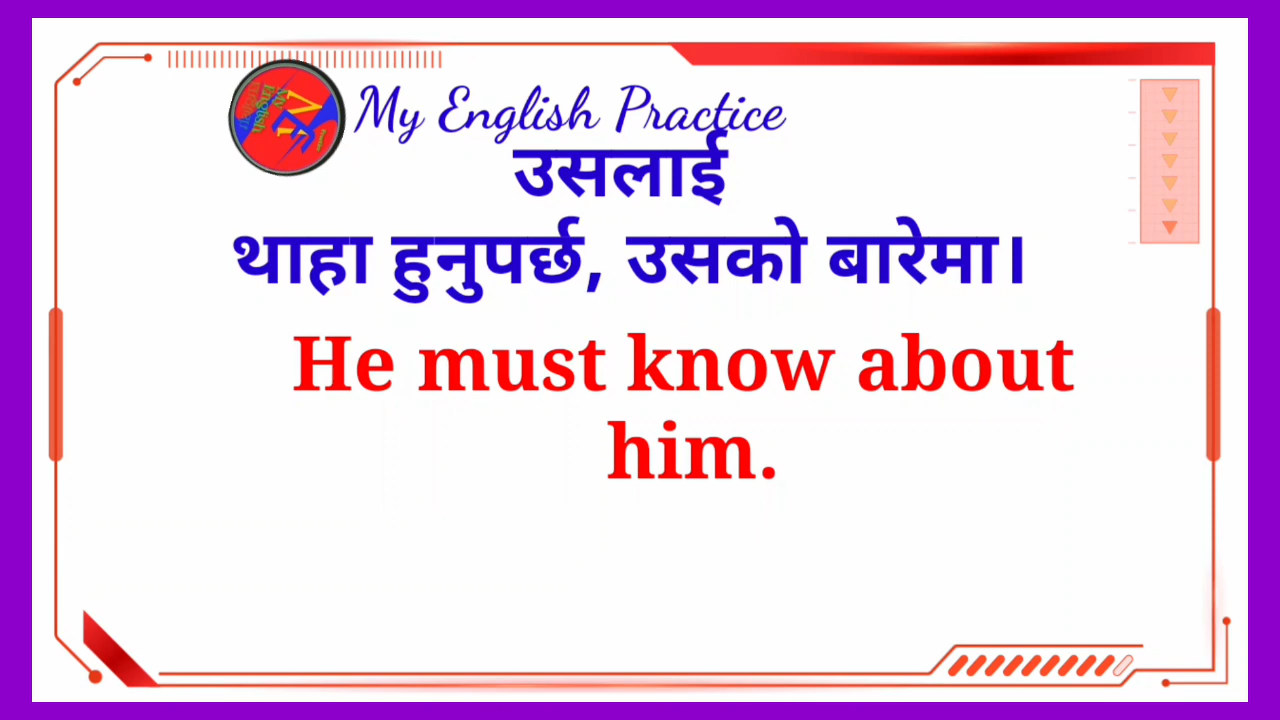 My English Practice
उसलाई
थाहा हुनुपर्छ, उसको बारेमा।
He must know about
him.